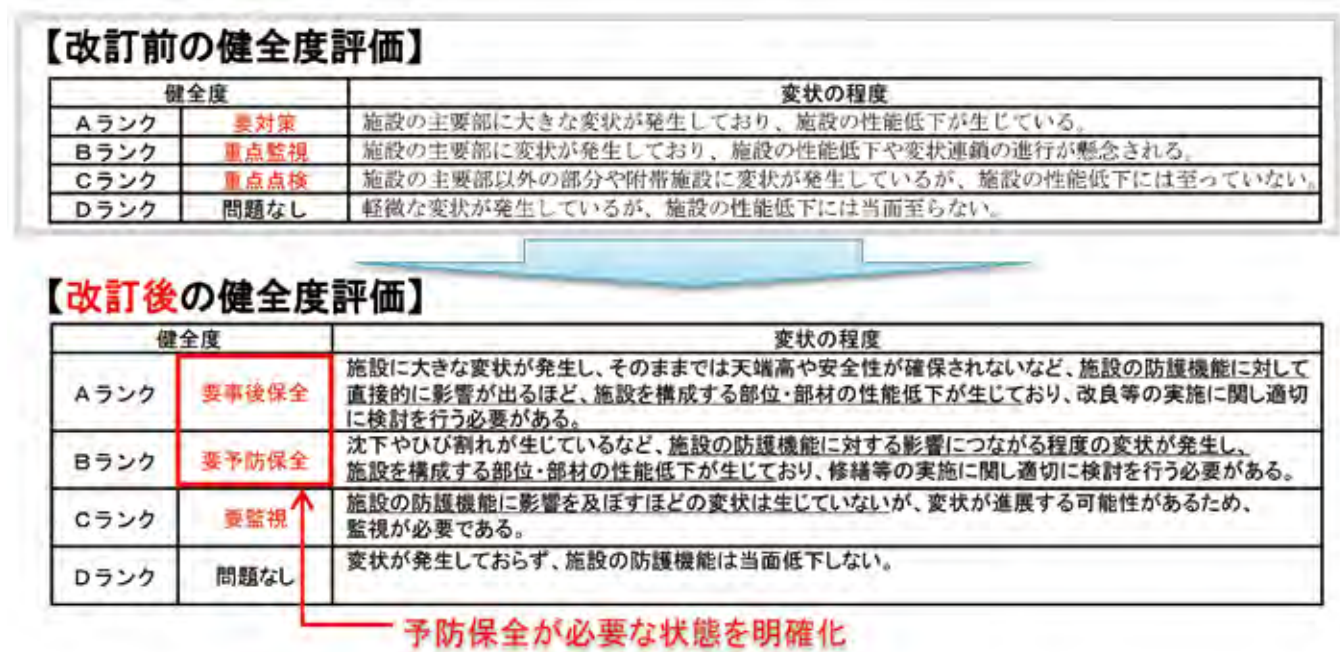 【改訂前の健全度評価】
健全度 変状の程度
Aランク 要対策 施設の主要部に大きな変状が発生しており、施設の性能低下が生じている。
Bランク 重点監視 施設の主要部に変状が発生しており、施設の性能低下や変状連鎖の進行が懸念される。
Cランク 重点点検 施設の主要部以外の部分や附帯施設に変状が発生しているが、施設の性能低下には至っていない。
Dランク 問題なし 軽微な変状が発生しているが、施設の性能低下には当面至らない。
【改訂後の健全度評価】
健全度 変状の程度
Aランク 要事後保全 施設に大きな変状が発生し、そのままでは天端高や安全性が確保されないなど、施設の防護機能に対して
直接的に影響が出るほど、施設を構成する部位・部材の性能低下が生じており、改良等の実施に関し適切
に検討を行う必要がある。
Bランク 要予防保全 沈下やひび割れが生じているなど、施設の防護機能に対する影響につながる程度の変状が発生し、
施設を構成する部位・部材の性能低下が生じており、修繕等の実施に関し適切に検討を行う必要がある。
Cランク 要監視 施設の防護機能に影響を及ぼすほどの変状は生じていないが、変状が進展する可能性があるため、
監視が必要である。
Dランク 問題なし 変状が発生しておらず、施設の防護機能は当面低下しない。
予防保全が必要な状態を明確化